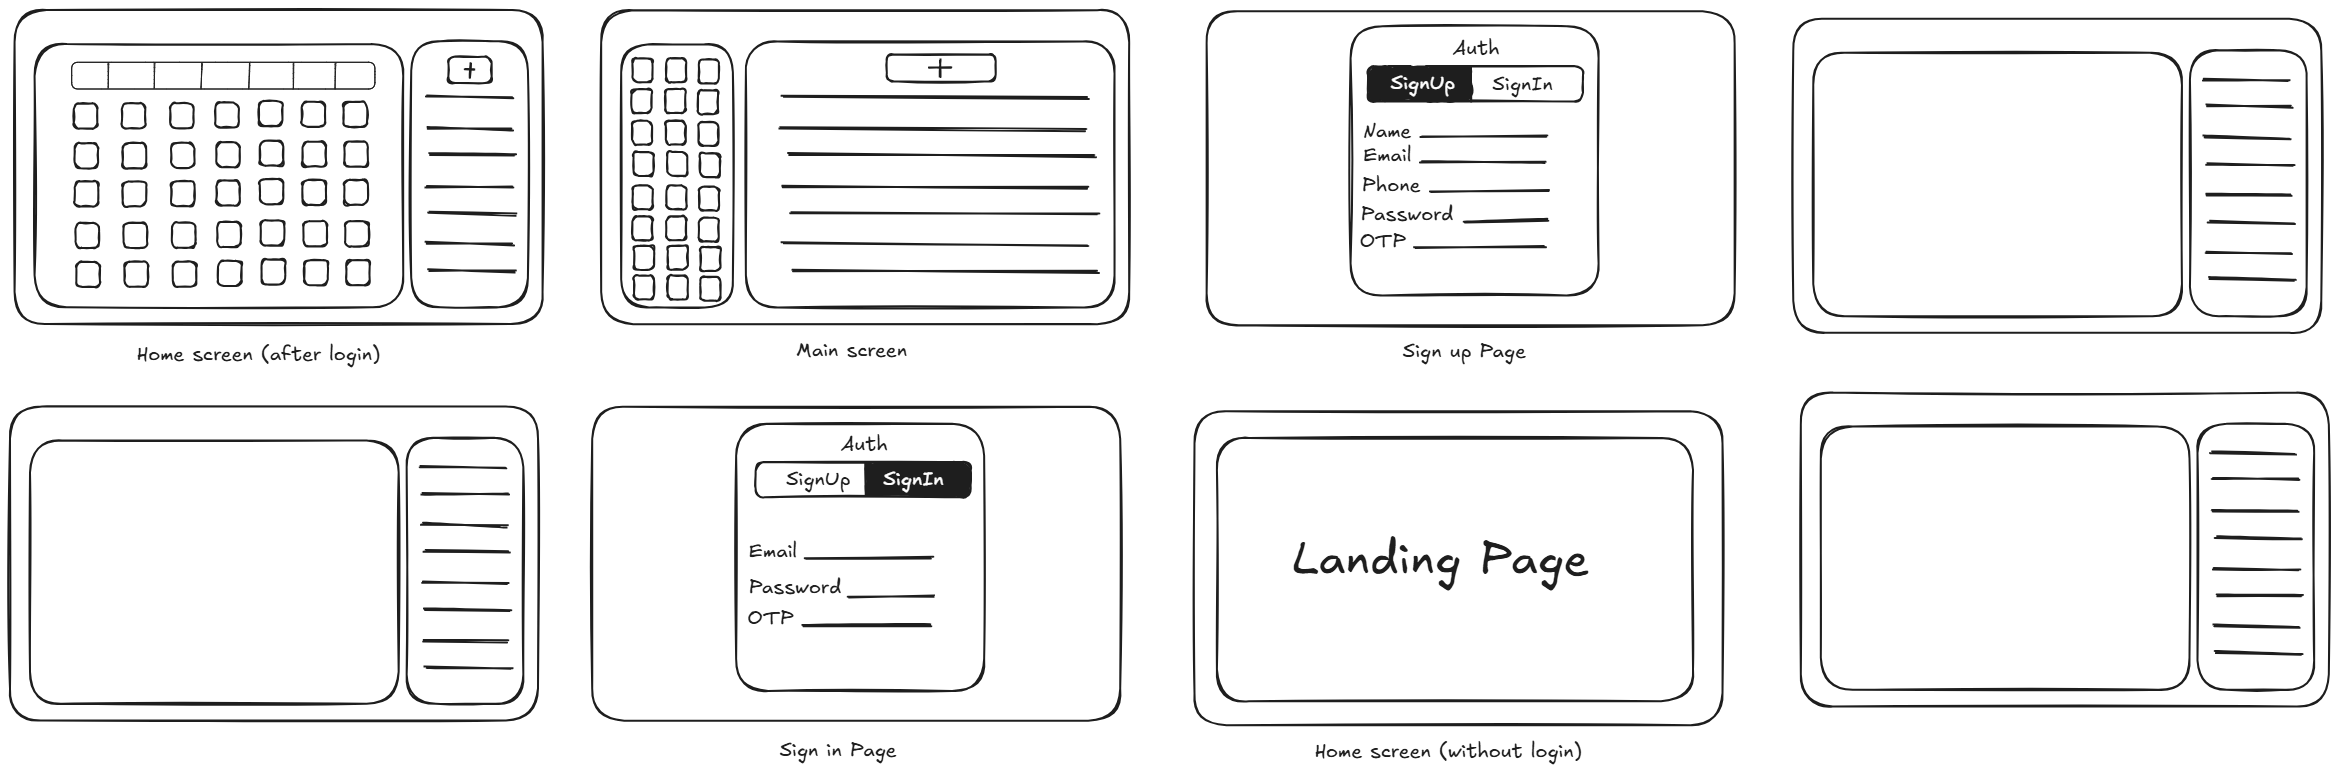 +
Home screen (after login)
+
Main screen
Auth
SignUp SignIn
Name
Email
Phone
Password
OTP
Sign up Page
Auth
SignUp SignIn
Email
Password
OTP
Sign in Page
Landing Page
Home screen (without login)